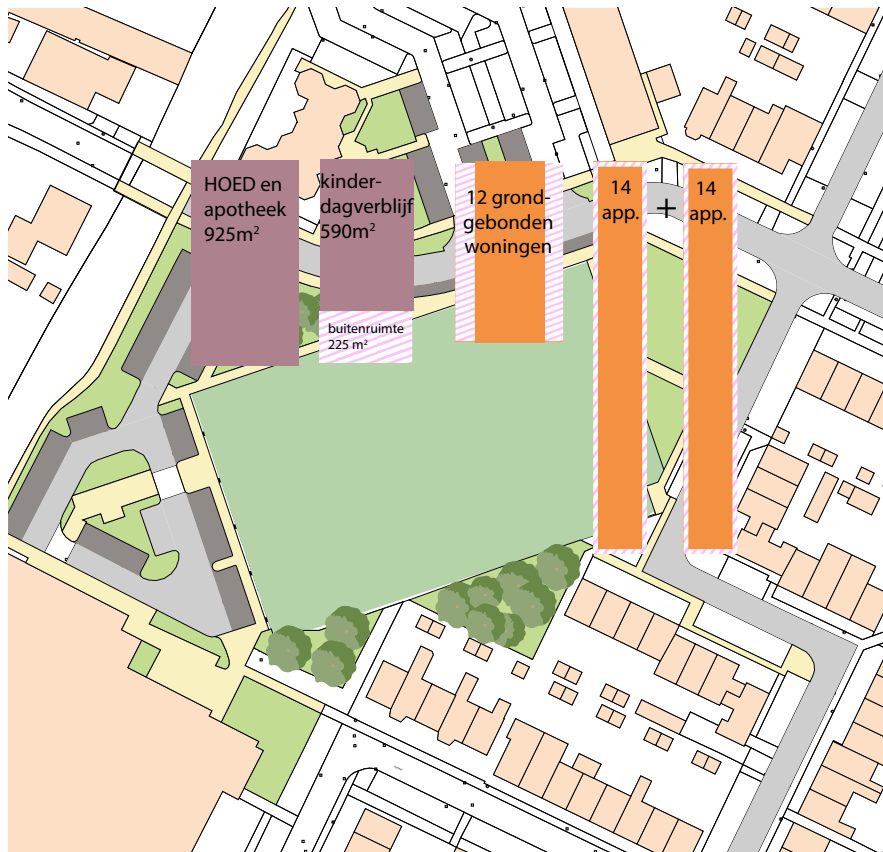 HOED en
apotheek
925m²
kinder-
dagverblijf
590m²
buitenruimte
225 m²
12 grond-
gebonden
woningen
14
app.
+
14
app.